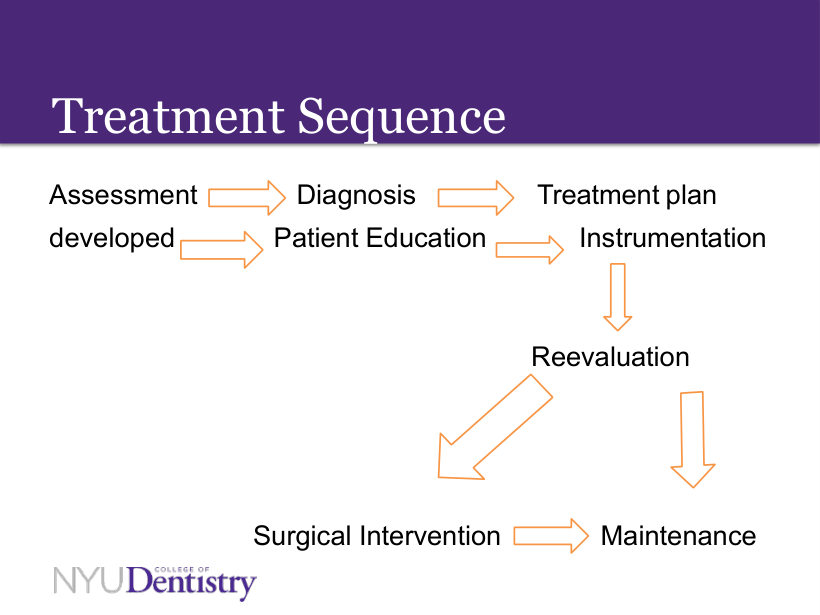 Treatment Sequence
Assessment Diagnosis Treatment plan
developed Patient Education Instrumentation
Reevaluation
Surgical Intervention Maintenance
COLLEGE OF
NYU Dentistry